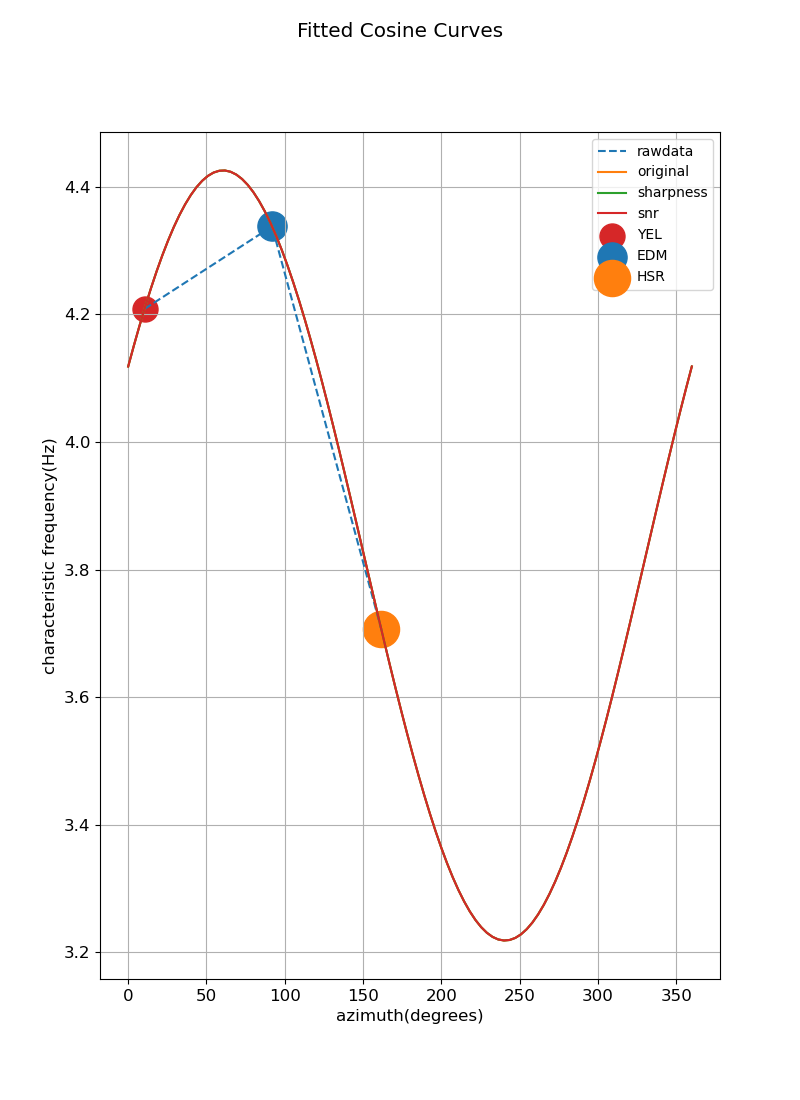 Fitted Cosine Curves
rawdata
original
sharpness
snr
YEL
EDM
HSR
characteristic frequency(Hz)
4.4
4.2
4.0
3.8
3.6
3.4
3.2
0 50 100 150 200 250 300 350
azimuth(degrees)